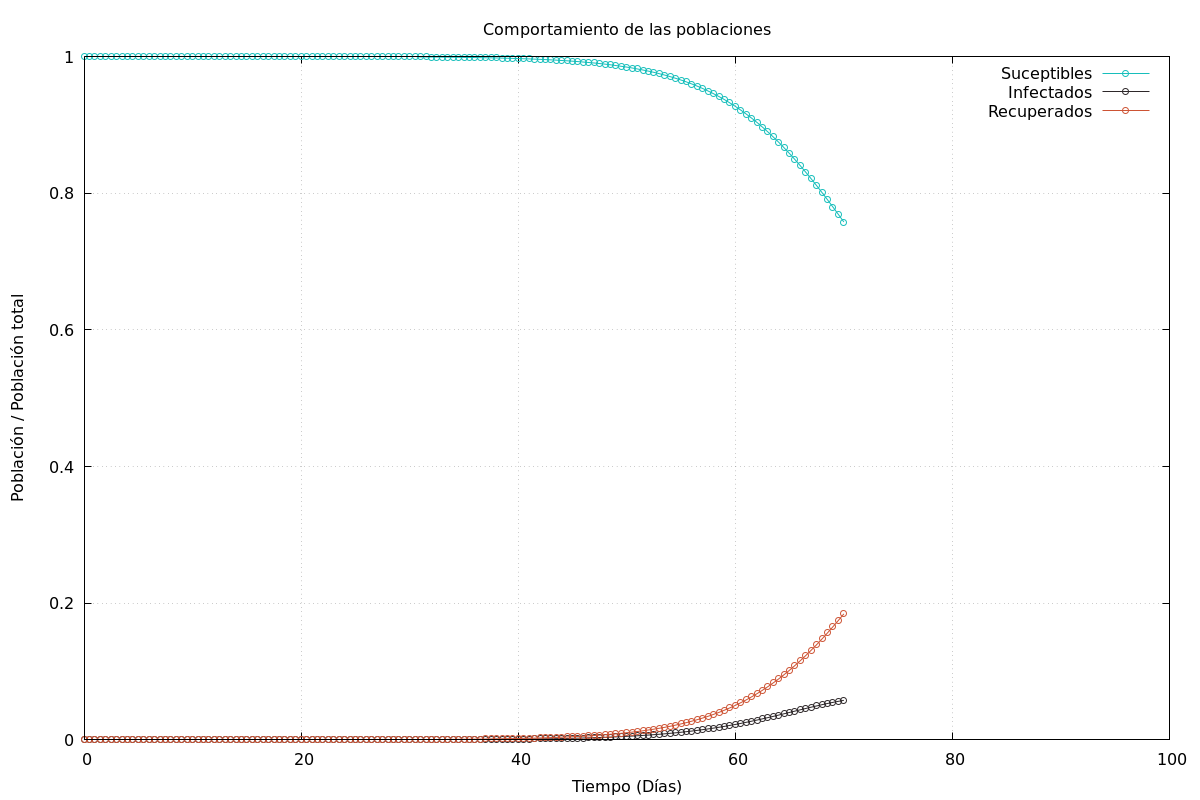 Comportamiento de las poblaciones
Suceptibles
Infectados
Recuperados
1
0.8
0.6
0.4
0.2
0
Población / Población total
0 20 40 60 80 100
Tiempo (Días)